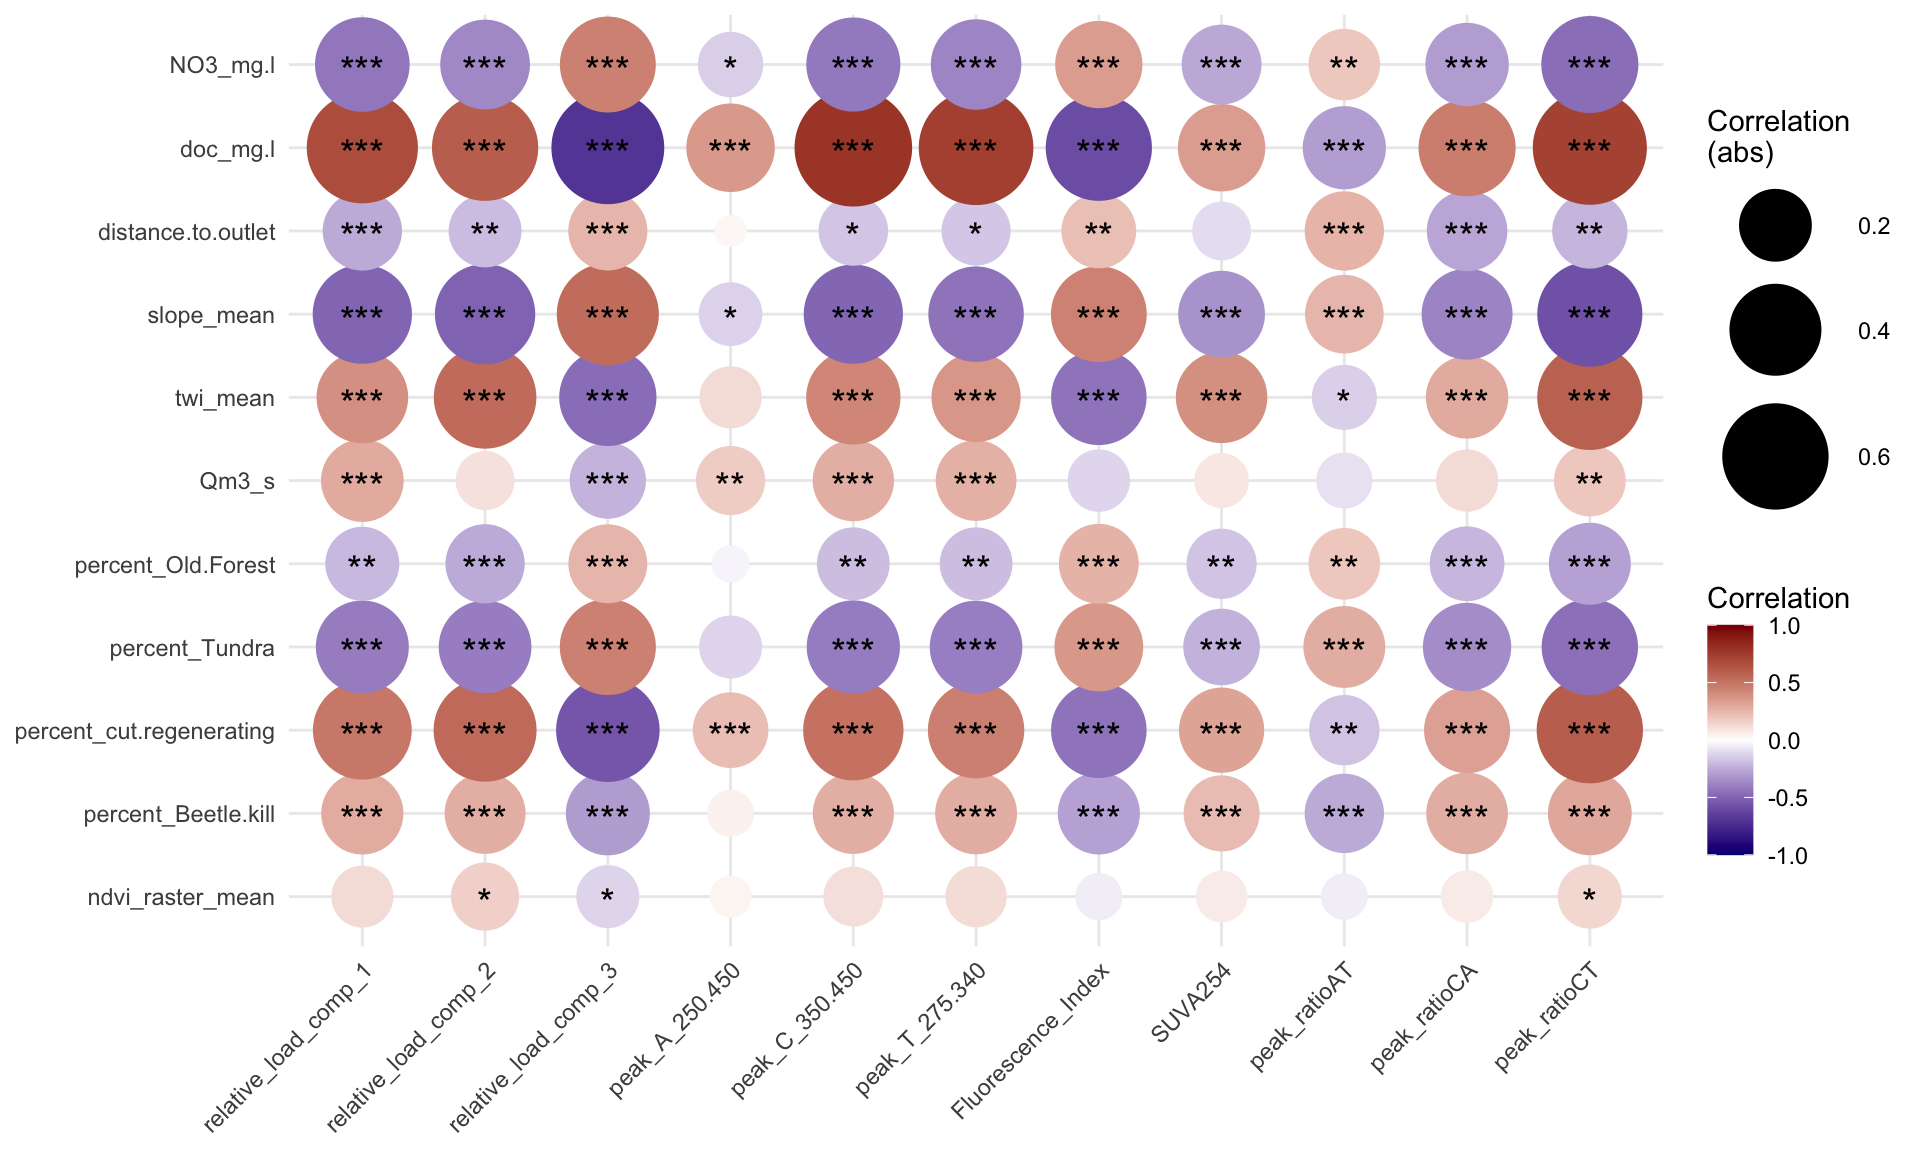 NO3_mg.l *** *** *** * *** *** *** *** ** *** ***
doc_mg.l *** *** *** *** *** *** *** *** *** *** ***
distance.to.outlet *** ** *** * * ** *** *** **
slope_mean *** *** *** * *** *** *** *** *** *** ***
twi_mean *** *** *** *** *** *** *** * *** ***
Qm3_s *** *** ** *** *** **
percent_Old.Forest ** *** *** ** ** *** ** ** *** ***
percent_Tundra *** *** *** *** *** *** *** *** *** ***
percent_cut.regenerating *** *** *** *** *** *** *** *** ** *** ***
percent_Beetle.kill *** *** *** *** *** *** *** *** *** ***
ndvi_raster_mean * * *
relative_load_comp_1
relative_load_comp_2
relative_load_comp_3
peak_A_250.450
peak_C_350.450
peak_T_275.340
Fluorescence_Index
SUVA254
peak_ratioAT
peak_ratioCA
peak_ratioCT
Correlation
(abs)
0.2
0.4
0.6
Correlation
1.0
0.5
0.0
-0.5
-1.0